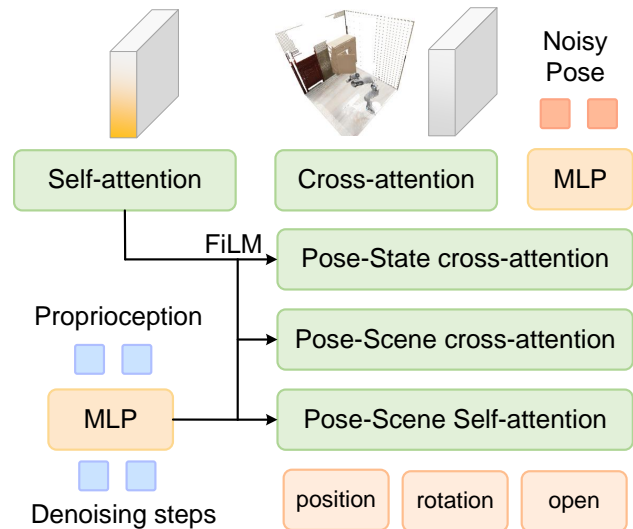 Noisy
Pose
Self-attention
Cross-attention
MLP
FiLM
Pose-State cross-attention
Proprioception
Pose-Scene cross-attention
MLP
Pose-Scene Self-attention
Denoising steps
position
rotation
open